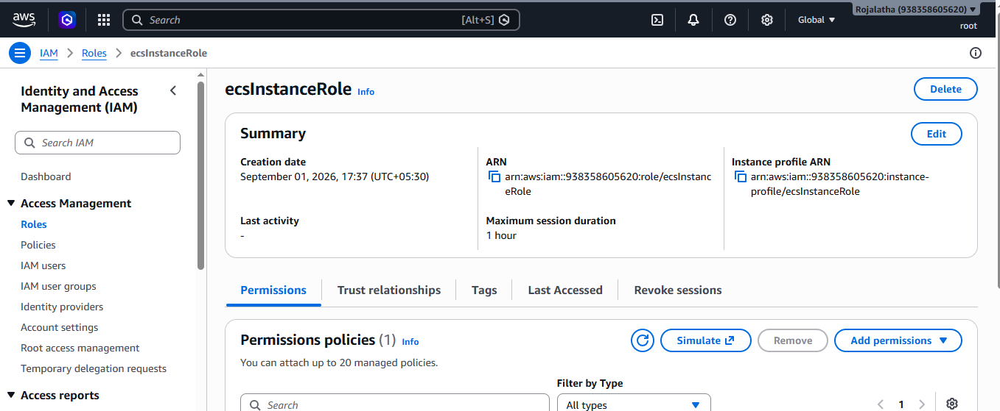 aws
Search
[Alt+S]
Global
Rojalatha (938358605620)
root
IAM
Roles
ecsInstanceRole
Identity and Access
Management (IAM)
Search IAM
Dashboard
Access Management
Roles
Policies
IAM users
IAM user groups
Identity providers
Account settings
Root access management
Temporary delegation requests
Access reports
ecsInstanceRole Info
Delete
Summary
Edit
Creation date
September 01, 2026, 17:37 (UTC+05:30)
ARN
arn:aws:iam::938358605620:role/ecsInstanc
eRole
Instance profile ARN
arn:aws:iam::938358605620:instance-
profile/ecsInstanceRole
Last activity
-
Maximum session duration
1 hour
Permissions
Trust relationships
Tags
Last Accessed
Revoke sessions
Permissions policies (1) Info
Simulate
Remove
Add permissions
You can attach up to 20 managed policies.
Filter by Type
Search
All types
1